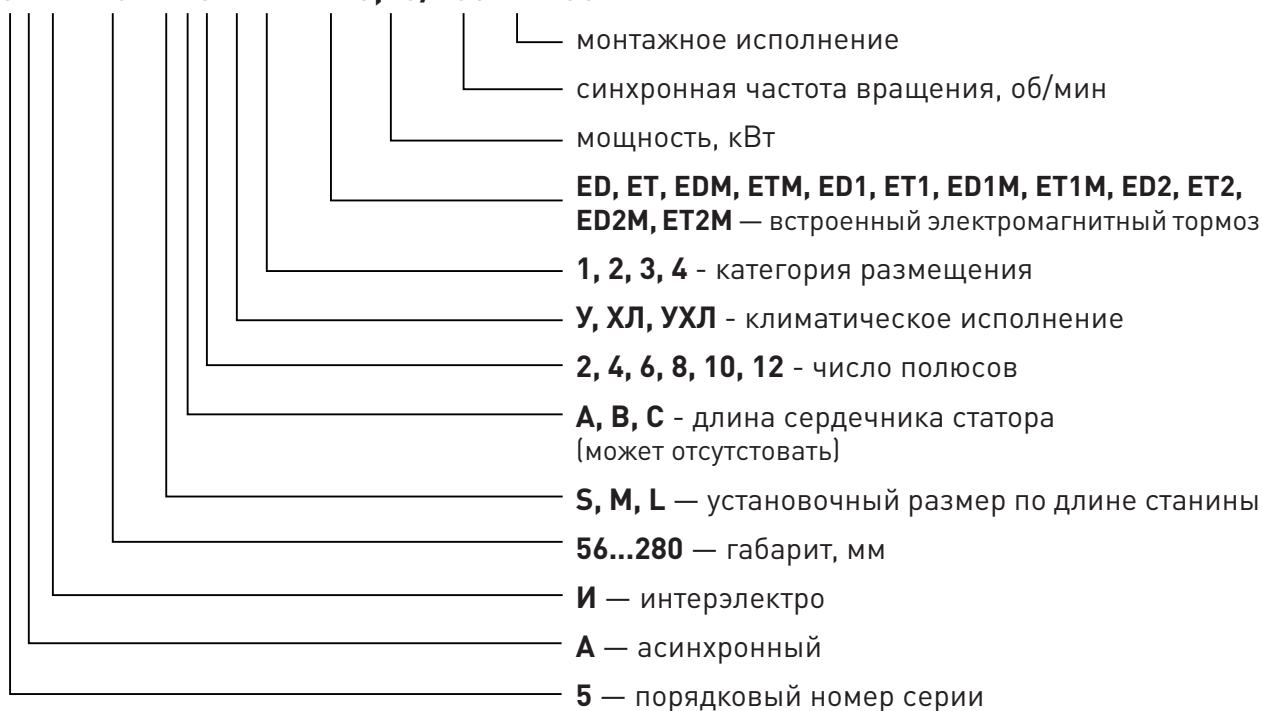 монтажное исполнение
синхронная частота вращения, об/мин
мощность, кВт
ED, ET, EDM, ETM, ED1, ET1, ED1M, ET1M, ED2, ET2,
ED2M, ET2M — встроенный электромагнитный тормоз
1, 2, 3, 4 - категория размещения
У, ХЛ, УХЛ - климатическое исполнение
2, 4, 6, 8, 10, 12 - число полюсов
A, B, C - длина сердечника статора
(может отсутстовать)
S, M, L — установочный размер по длине станины
56...280 — габарит, мм
И — интерэлектро
А — асинхронный
5 — порядковый номер серии